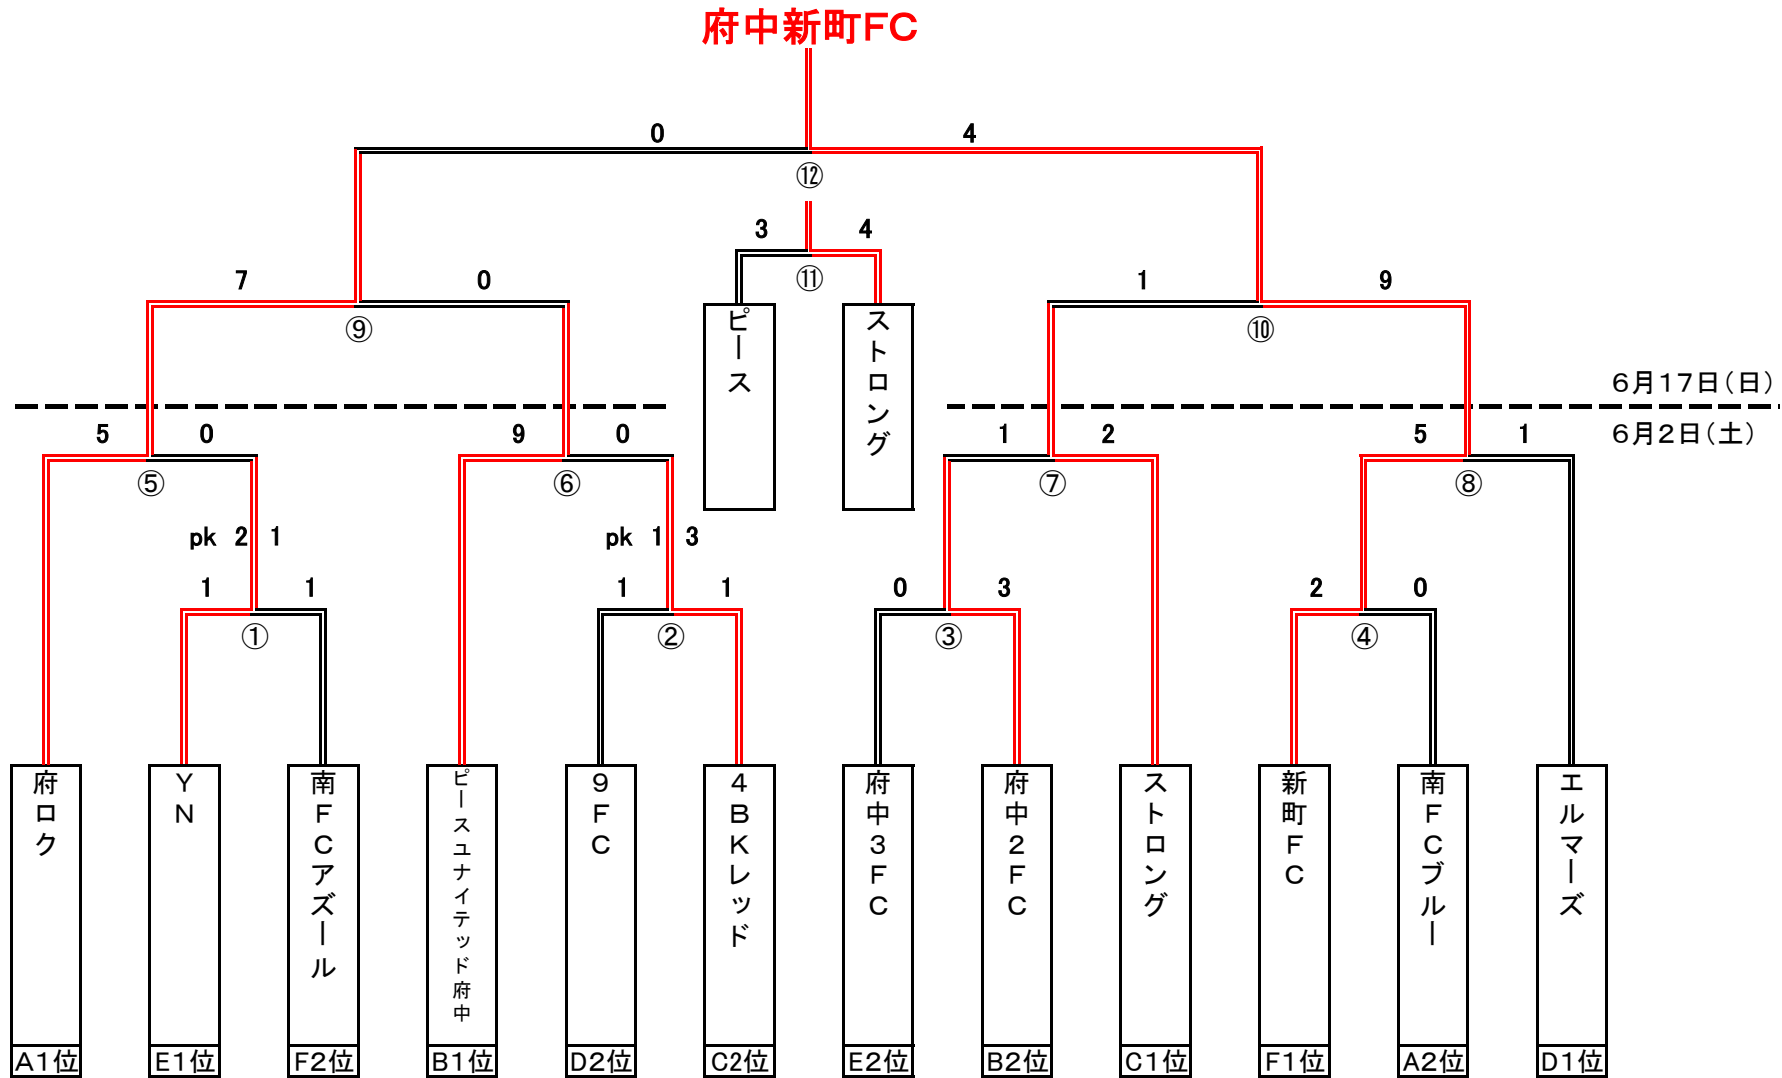 府中新町FC
0 4
⑫
3 4
⑪
7 0 1 9
⑨ ⑩
ピース
ストロング
6月17日(日)
6月2日(土)
5 0 9 0 1 2 5 1
⑤ ⑥ ⑦ ⑧
pk 2 1 pk 1 3
1 1 1 1 0 3 2 0
① ② ③ ④
府ロク
YN
南FCアズール
ピースユナイテッド府中
9FC
4BKレッド
府中3FC
府中2FC
ストロング
新町FC
南FCブルー
エルマーズ
A1位 E1位 F2位 B1位 D2位 C2位 E2位 B2位 C1位 F1位 A2位 D1位